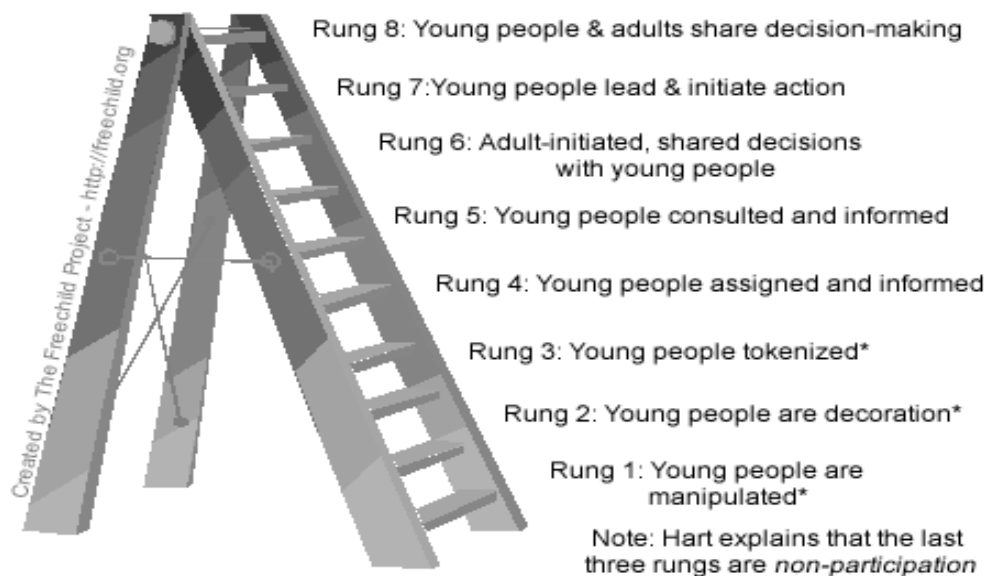 Rung 8: Young people & adults share decision-making
Rung 7:Young people lead & initiate action
Rung 6: Adult-initiated, shared decisions
with young people
Rung 5: Young people consulted and informed
Rung 4: Young people assigned and informed
Rung 3: Young people tokenized*
Rung 2: Young people are decoration*
Rung 1: Young people are
manipulated*
Note: Hart explains that the last
three rungs are non-participation
Created by The Freechild Project - http://freechild.org